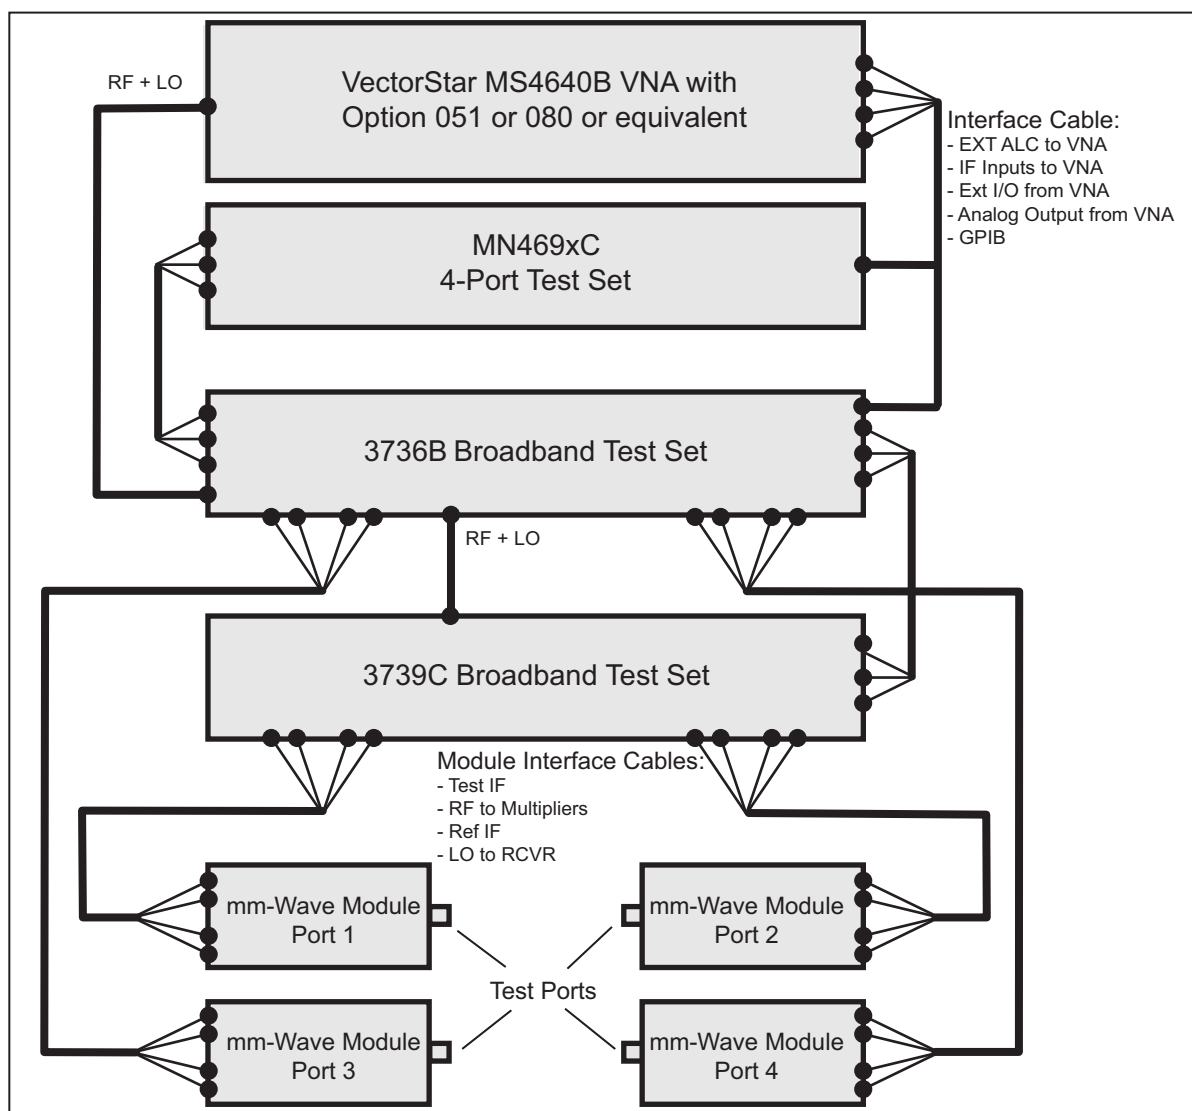 RF + LO
VectorStar MS4640B VNA with
Option 051 or 080 or equivalent
Interface Cable:
- EXT ALC to VNA
- IF Inputs to VNA
- Ext I/O from VNA
- Analog Output from VNA
- GPIB
MN469xC
4-Port Test Set
3736B Broadband Test Set
RF + LO
3739C Broadband Test Set
Module Interface Cables:
- Test IF
- RF to Multipliers
- Ref IF
- LO to RCVR
mm-Wave Module
Port 1
mm-Wave Module
Port 2
Test Ports
mm-Wave Module
Port 3
mm-Wave Module
Port 4